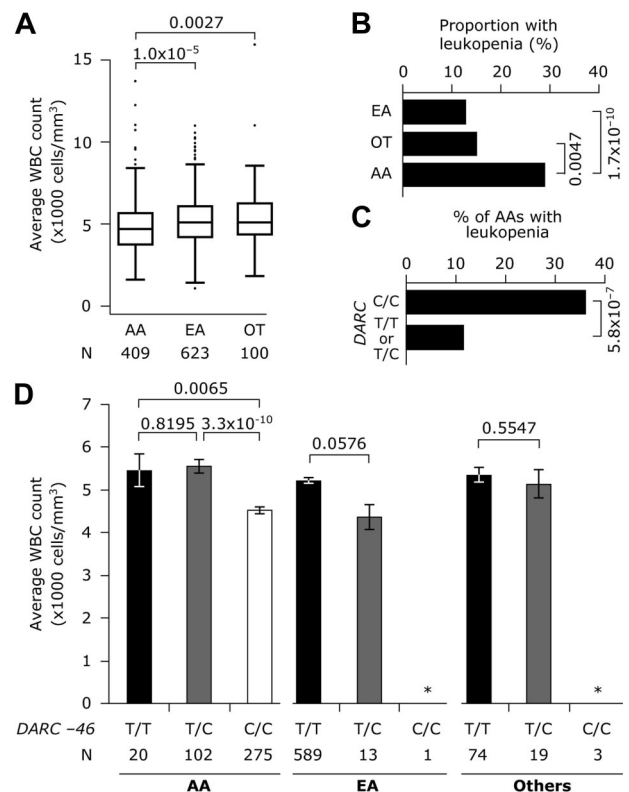 A
0.0027
1.0x10⁻⁵
15
10
5
0
Average WBC count
(x1000 cells/mm³)
AA EA OT
N 409 623 100
B
Proportion with
leukopenia (%)
0 10 20 30 40
EA
OT
AA
0.0047
1.7x10⁻¹⁰
C
% of AAs with
leukopenia
0 10 20 30 40
DARC
C/C
T/T
or
T/C
5.8x10⁻⁷
D
0.0065
0.8195 3.3x10⁻¹⁰
0.0576
0.5547
7
6
5
4
3
2
1
0
Average WBC count
(x1000 cells/mm³)
* *
DARC –46 T/T T/C C/C T/T T/C C/C T/T T/C C/C
N 20 102 275 589 13 1 74 19 3
AA EA Others